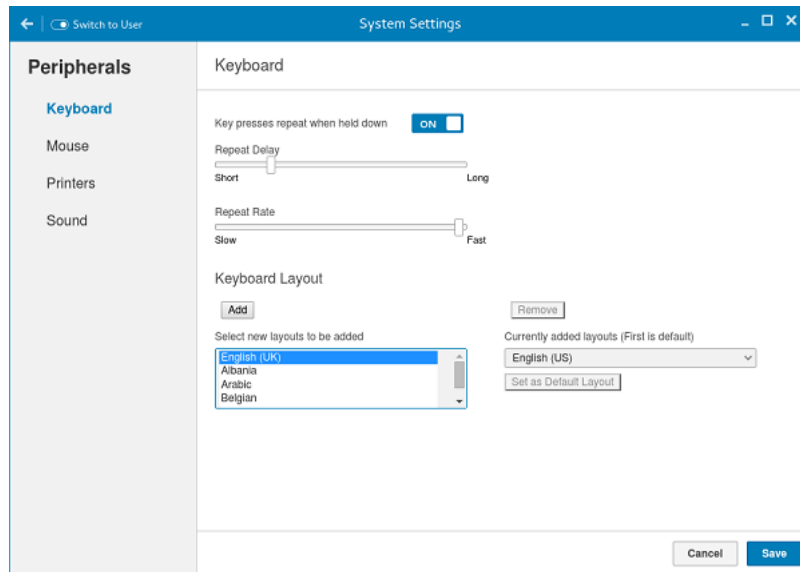 Switch to User
System Settings
Peripherals
Keyboard
Mouse
Printers
Sound
Keyboard
Key presses repeat when held down
ON
Repeat Delay
Short
Long
Repeat Rate
Slow
Fast
Keyboard Layout
Add
Select new layouts to be added
English (UK)
Albania
Arabic
Belgian
Remove
Currently added layouts (First is default)
English (US)
Set as Default Layout
Cancel
Save